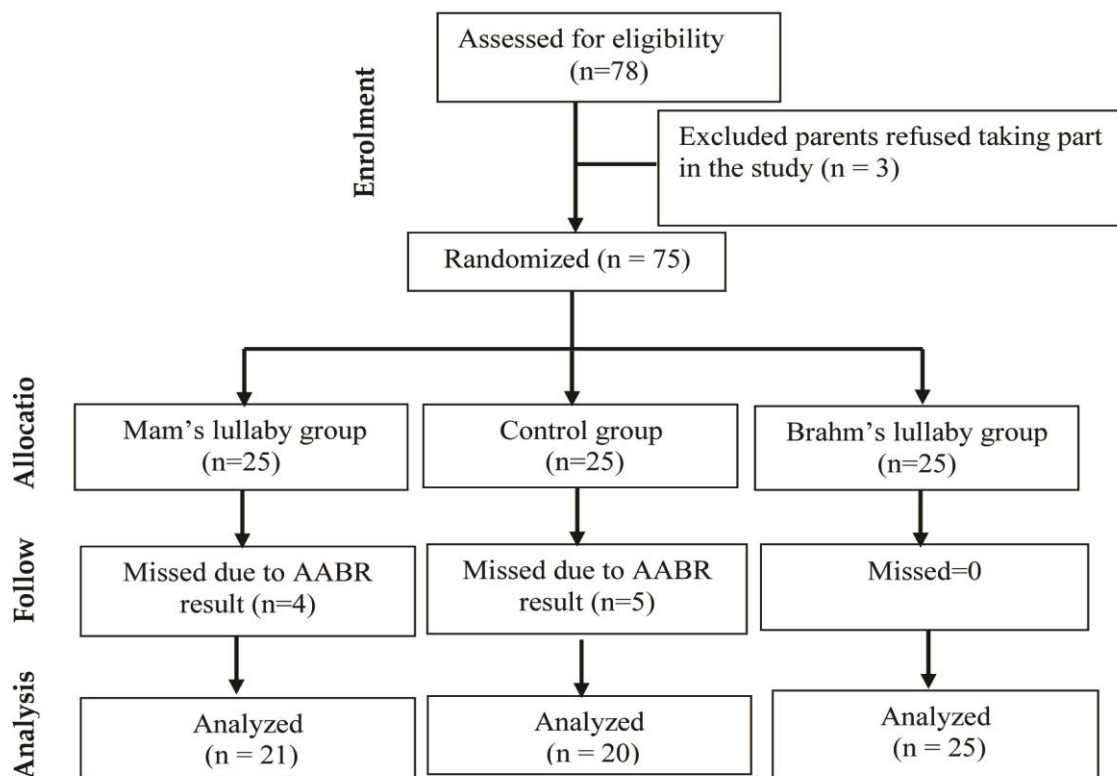 Assessed for eligibility
(n=78)
Enrolment
Excluded parents refused taking part
in the study (n = 3)
Randomized (n = 75)
Allocatio
Mam’s lullaby group
(n=25)
Control group
(n=25)
Brahm’s lullaby group
(n=25)
Follow
Missed due to AABR
result (n=4)
Missed due to AABR
result (n=5)
Missed=0
Analysis
Analyzed
(n = 21)
Analyzed
(n = 20)
Analyzed
(n = 25)